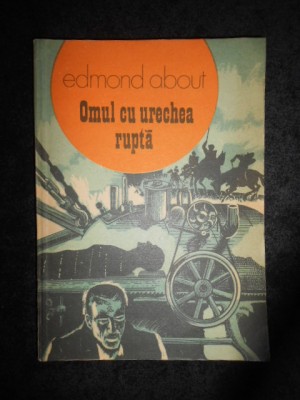 edmond about
Omul cu urechea
ruptă